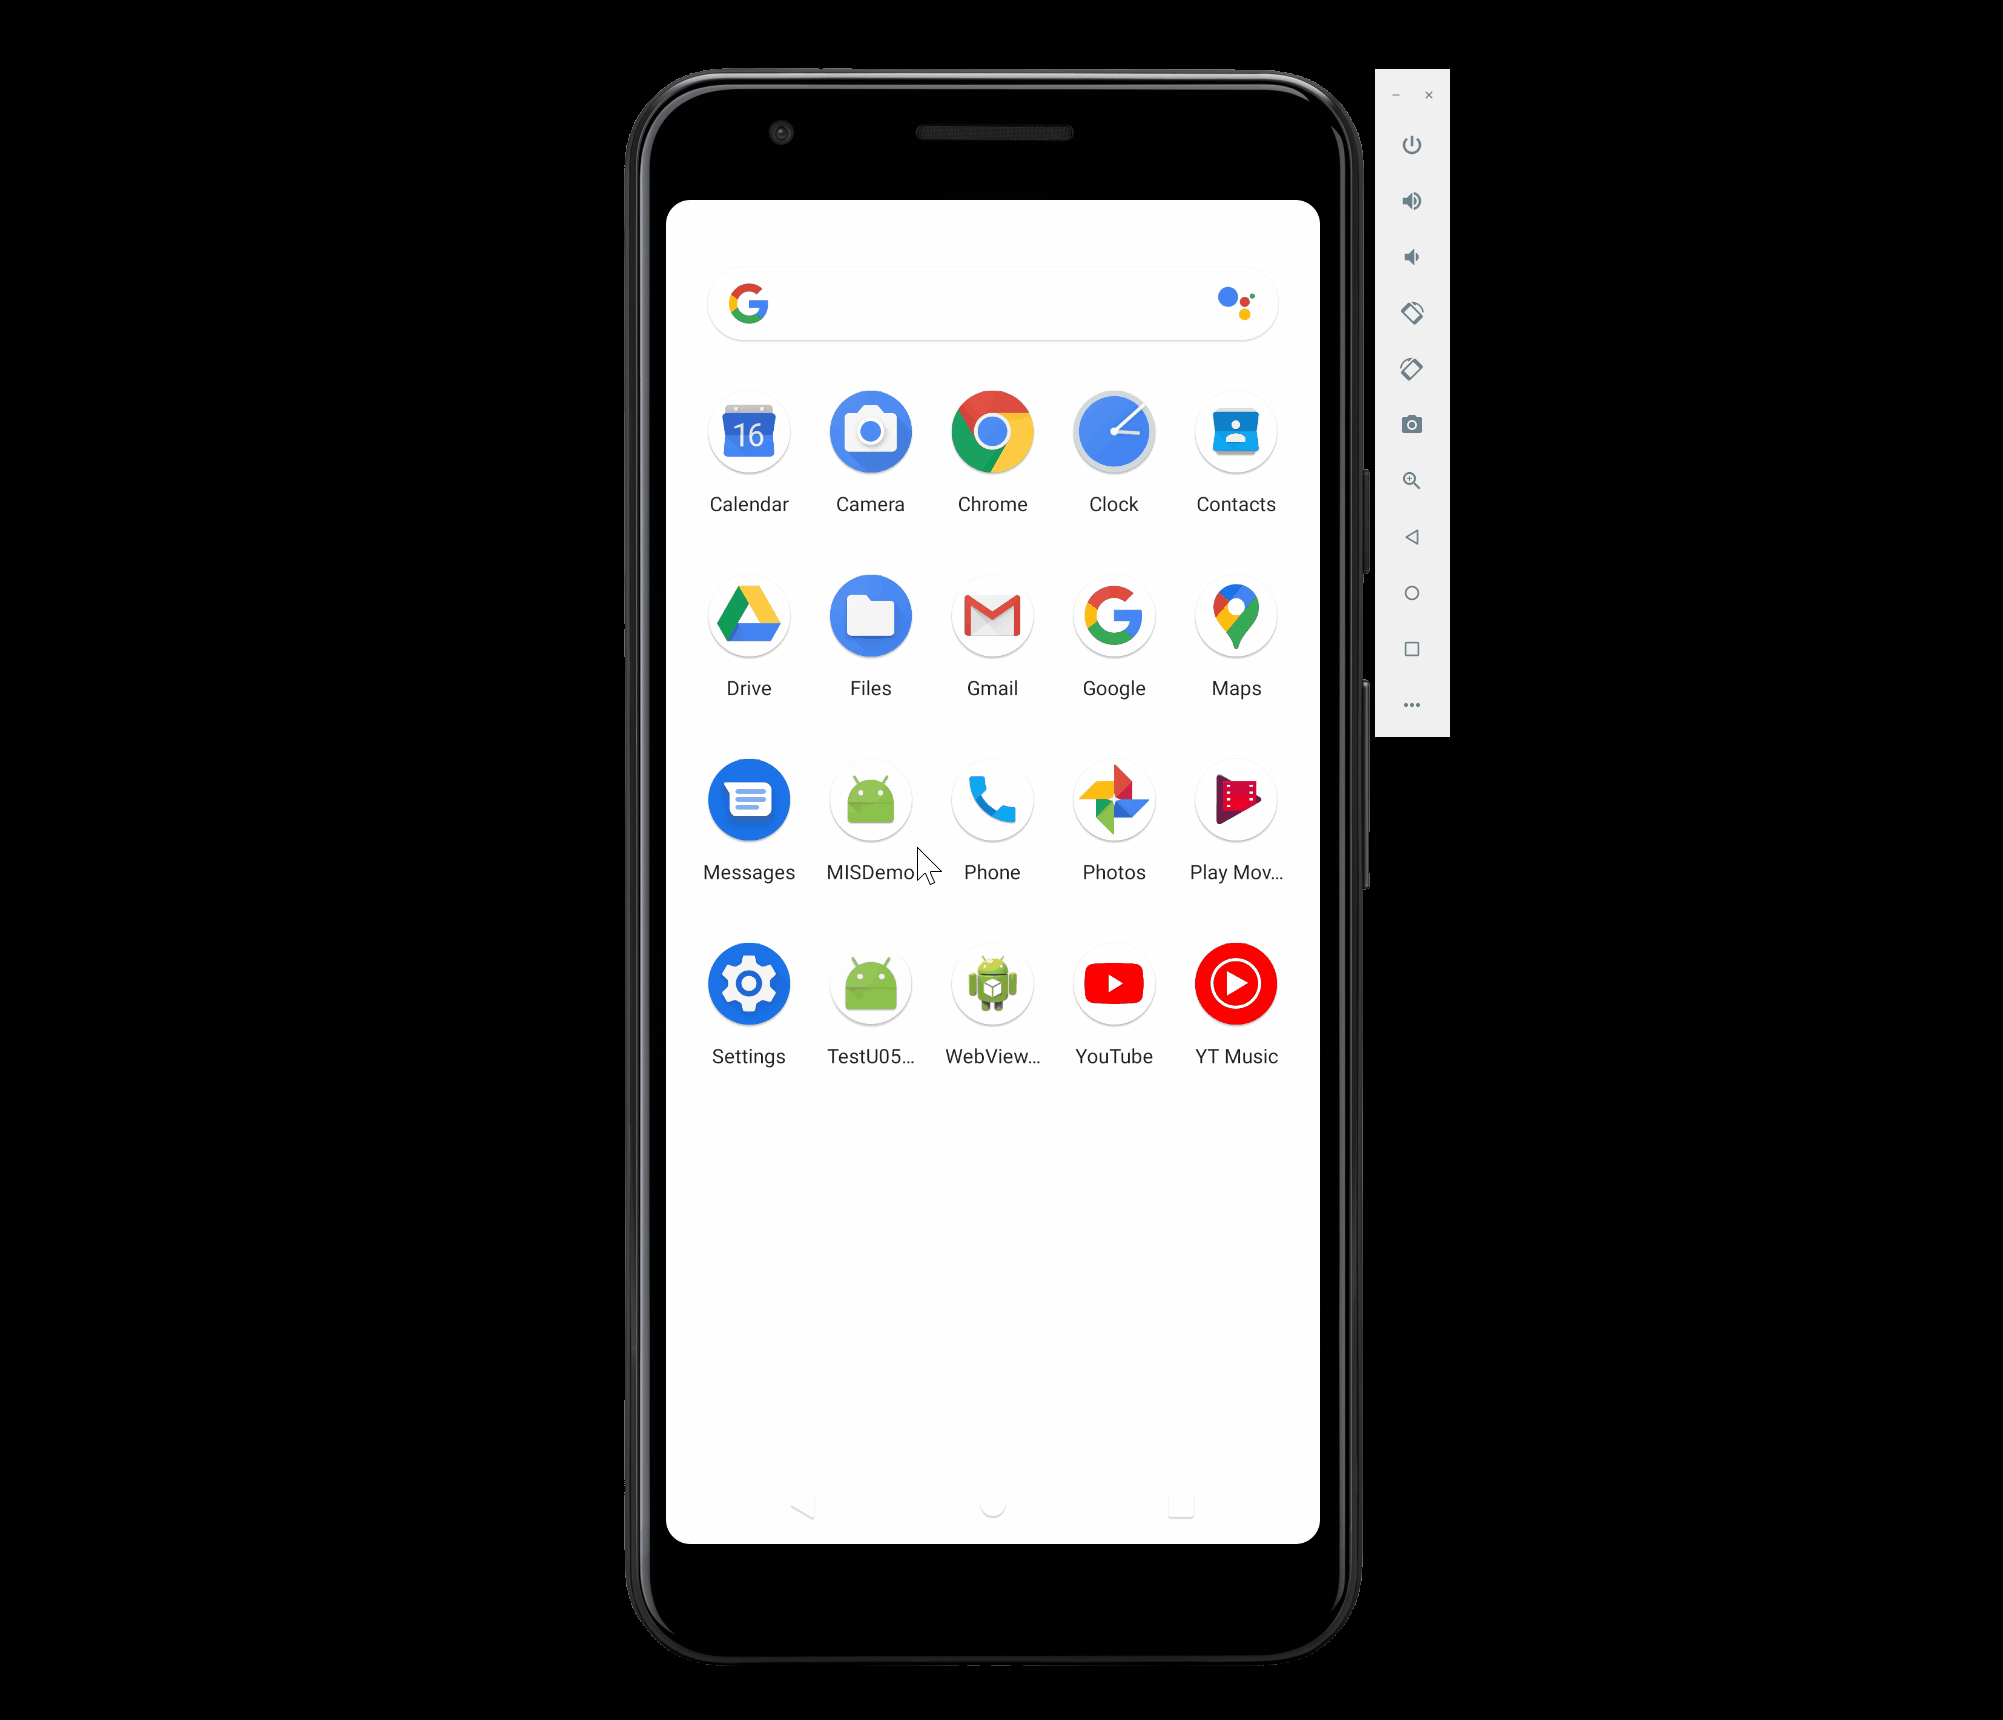 16
Calendar Camera Chrome Clock Contacts
Drive Files Gmail Google Maps
Messages MISDemo Phone Photos Play Mov...
Settings TestU05... WebView... YouTube YT Music